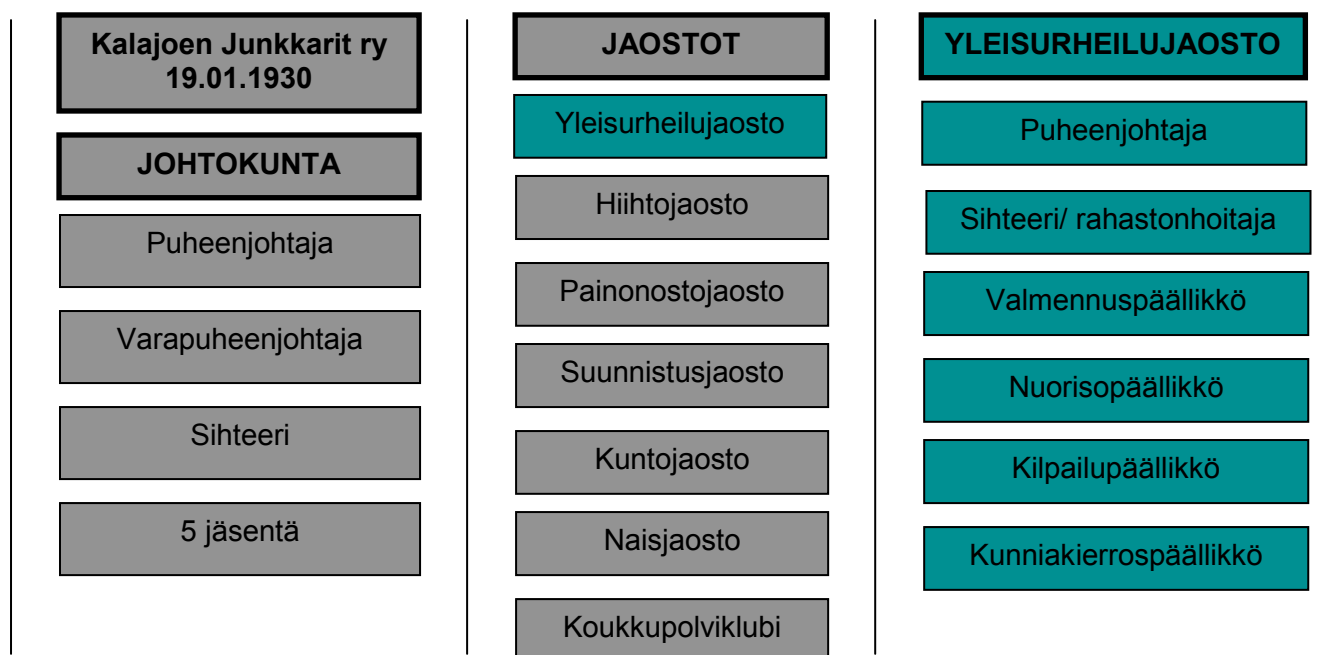 Kalajoen Junkkarit ry
19.01.1930
JOHTOKUNTA
Puheenjohtaja
Varapuheenjohtaja
Sihteeri
5 jäsentä
JAOSTOT
Yleisurheilujaosto
Hiihtojaosto
Painonostojaosto
Suunnistusjaosto
Kuntojaosto
Naisjaosto
Koukkupolviklubi
YLEISURHEILUJAOSTO
Puheenjohtaja
Sihteeri/ rahastonhoitaja
Valmennuspäällikkö
Nuorisopäällikkö
Kilpailupäällikkö
Kunniakierrospäällikkö